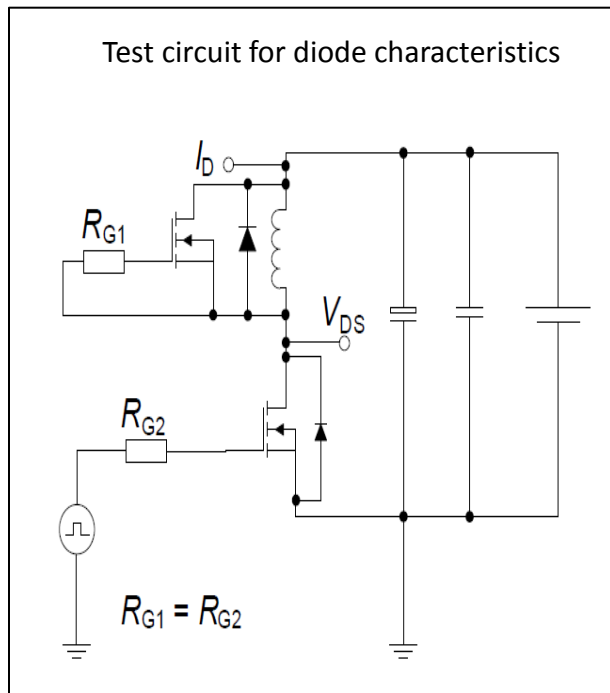 Test circuit for diode characteristics
I_D
R_G1
V_DS
R_G2
R_G1 = R_G2